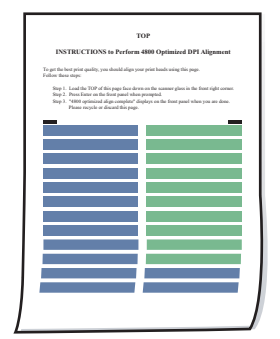 TOP
INSTRUCTIONS to Perform 4800 Optimized DPI Alignment
To get the best print quality, you should align your print heads using this page.
Follow these steps:
Step 1. Load the TOP of this page face down on the scanner glass in the front right corner.
Step 2. Press Enter on the front panel when prompted.
Step 3. "4800 optimized align complete" displays on the front panel when you are done.
Please recycle or discard this page.